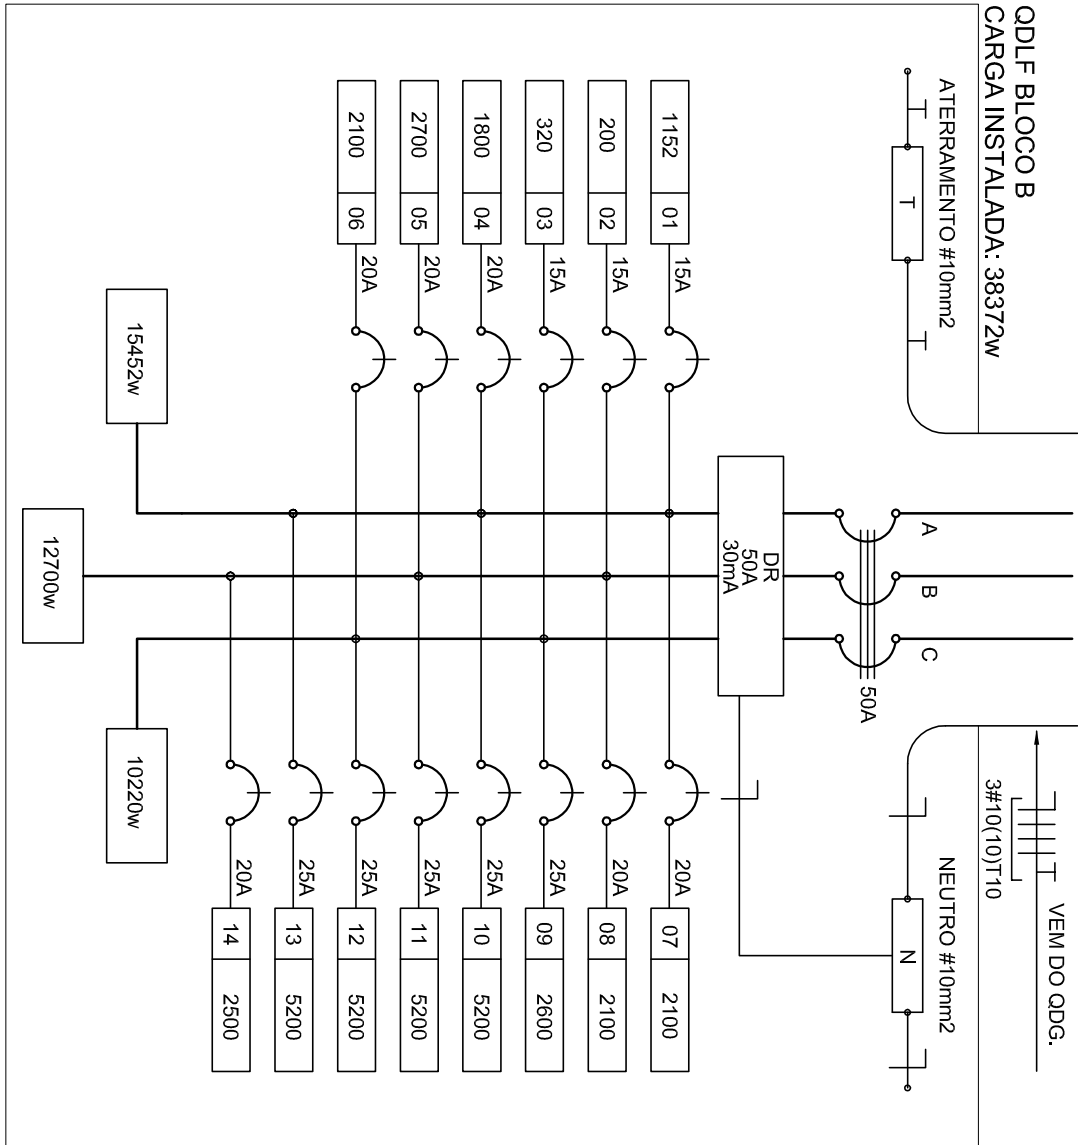 QDLF BLOCO B
CARGA INSTALADA: 38372w
VEM DO QDG.
3#10(10)T10
ATERRAMENTO #10mm2
T
NEUTRO #10mm2
N
T
T
T
A
B
C
50A
DR
50A
30mA
1152 01 15A
20A 07 2100
200 02 15A
20A 08 2100
320 03 15A
25A 09 2600
1800 04 20A
25A 10 5200
2700 05 20A
25A 11 5200
2100 06 20A
25A 12 5200
25A 13 5200
20A 14 2500
15452w
12700w
10220w